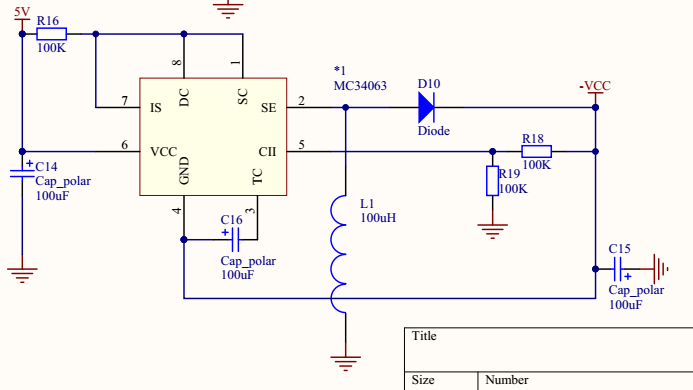 5V
R16
100K
8
1
*1
MC34063
D10
-VCC
DC
SC
7
IS
SE
2
Diode
6
VCC
CII
5
R18
100K
C14
Cap_polar
100uF
GND
TC
R19
100K
4
3
C16
Cap_polar
100uF
L1
100uH
C15
Cap_polar
100uF
Title
Size
Number